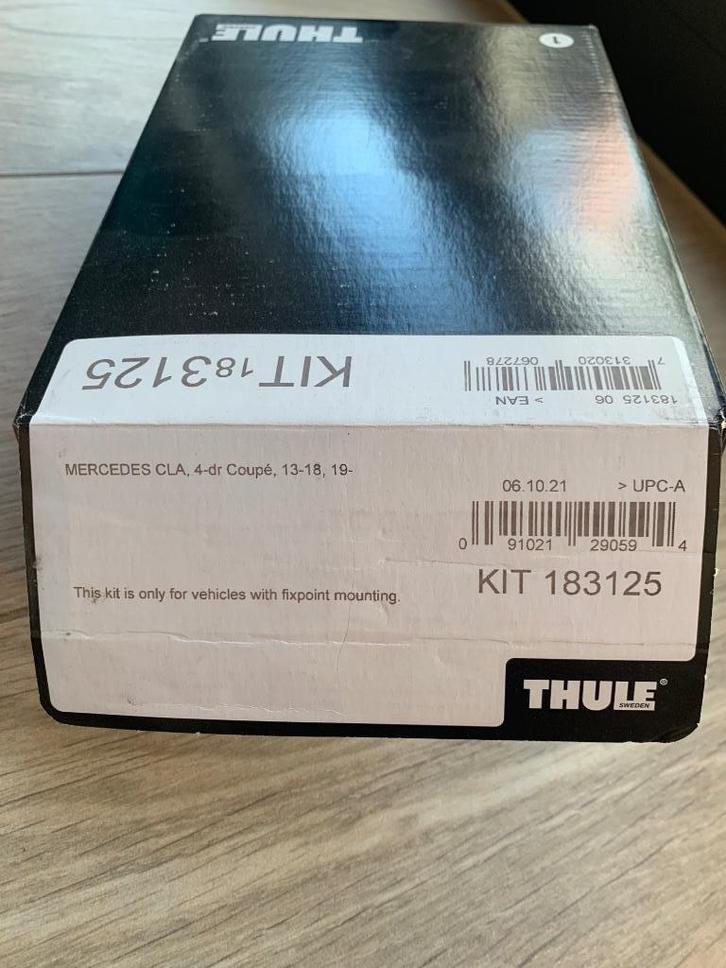 THULE
SWEDEN
1
KIT 183125
183125 06 > EAN
7 313020 067278
MERCEDES CLA, 4-dr Coupé, 13-18, 19-
06.10.21 > UPC-A
0 91021 29059 4
KIT 183125
This kit is only for vehicles with fixpoint mounting.
THULE®
SWEDEN